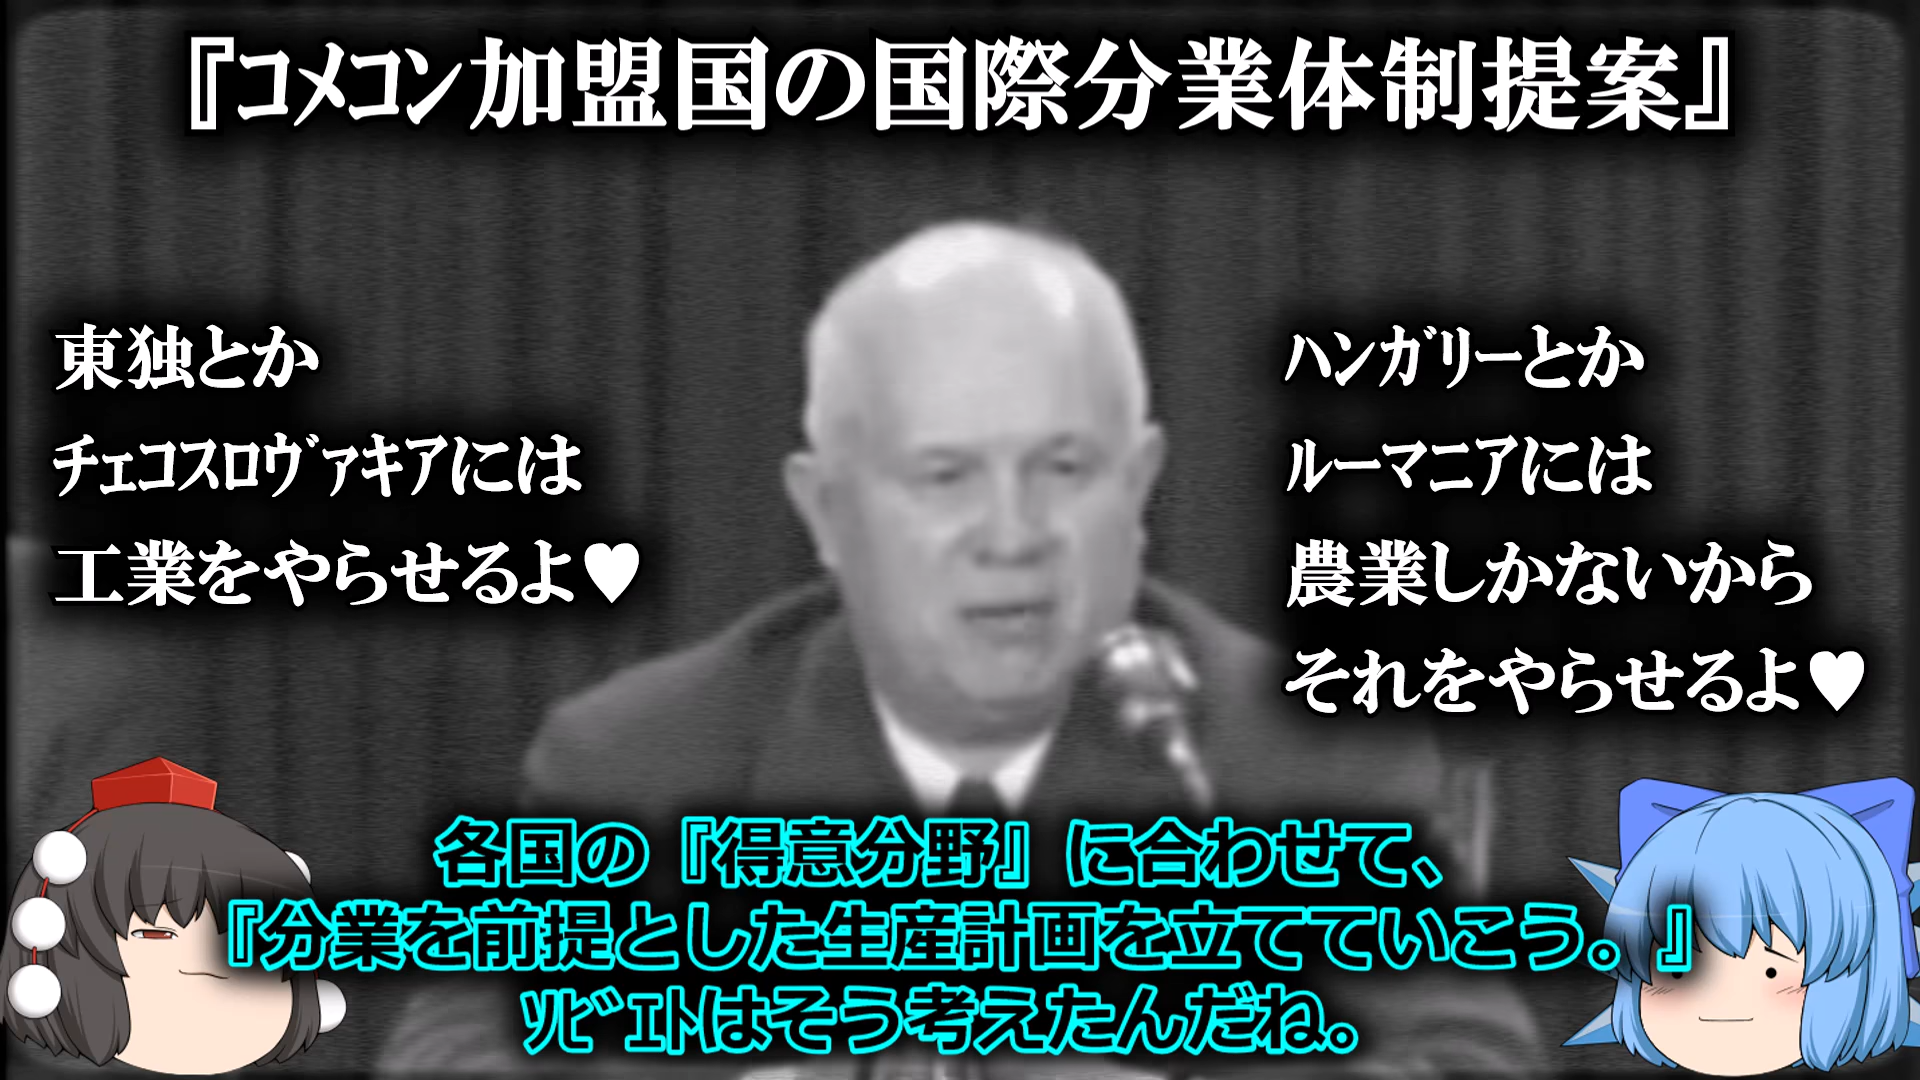 『ｺﾒｺﾝ加盟国の国際分業体制提案』
東独とか
ﾁｪｺｽﾛｳﾞｧｷｱには
工業をやらせるよ♥
ﾊﾝｶﾞﾘｰとか
ﾙｰﾏﾆｱには
農業しかないから
それをやらせるよ♥
各国の『得意分野』に合わせて、
『分業を前提とした生産計画を立てていこう。』
ｿﾋﾞｴﾄはそう考えたんだね。